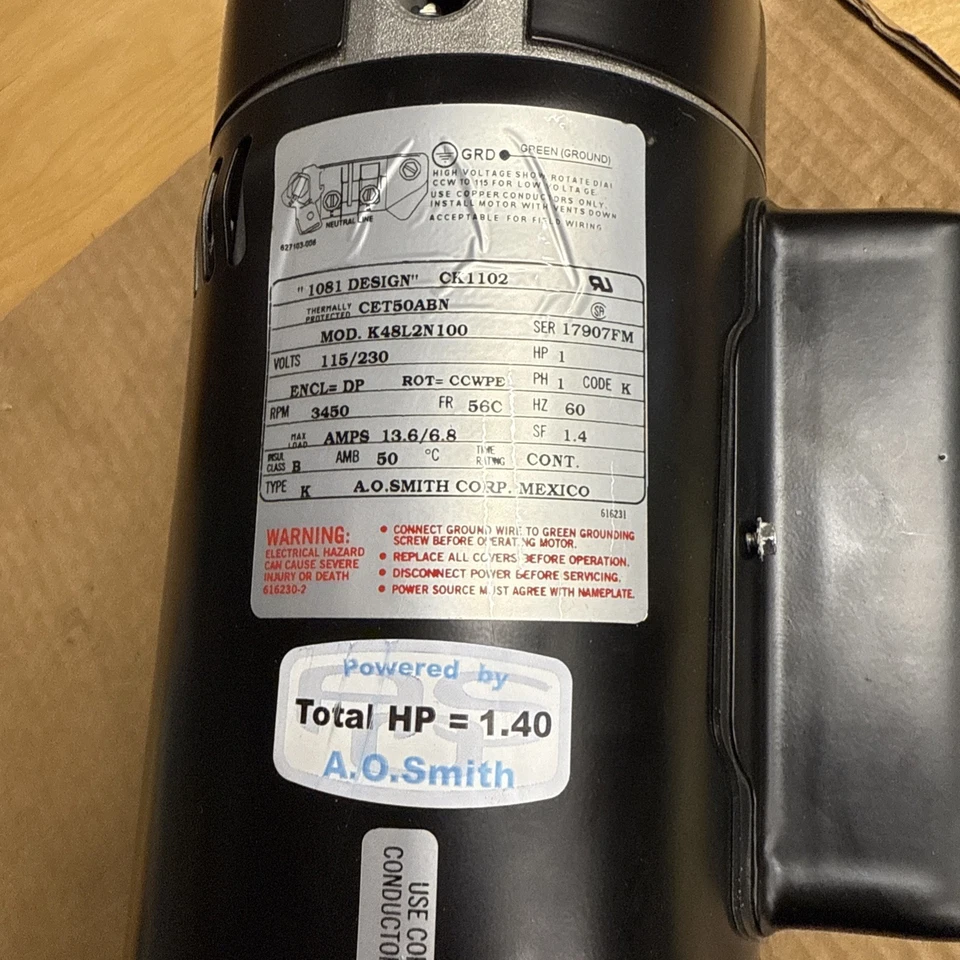 GRD GREEN (GROUND)
HIGH VOLTAGE SHOW ROTATE DIAL
CCW TO 115 FOR LOW VOLTAGE.
USE COPPER CONDUCTORS ONLY.
INSTALL MOTOR WITH VENTS DOWN
ACCEPTABLE FOR FIELD WIRING
NEUTRAL LINE
627103-006
"1081 DESIGN" CK1102
THERMALLY PROTECTED CET50ABN
MOD. K48L2N100 SER 17907FM
VOLTS 115/230 HP 1
ENCL= DP ROT= CCWPE PH 1 CODE K
RPM 3450 FR 56C HZ 60
MAX LOAD AMPS 13.6/6.8 SF 1.4
INSUL CLASS B AMB 50 °C TIME RATING CONT.
TYPE K A.O.SMITH CORP. MEXICO
616231
WARNING:
ELECTRICAL HAZARD
CAN CAUSE SEVERE
INJURY OR DEATH
616230-2
• CONNECT GROUND WIRE TO GREEN GROUNDING
SCREW BEFORE OPERATING MOTOR.
• REPLACE ALL COVERS BEFORE OPERATION.
• DISCONNECT POWER BEFORE SERVICING.
• POWER SOURCE MUST AGREE WITH NAMEPLATE.
Powered by
Total HP = 1.40
A.O.Smith
USE